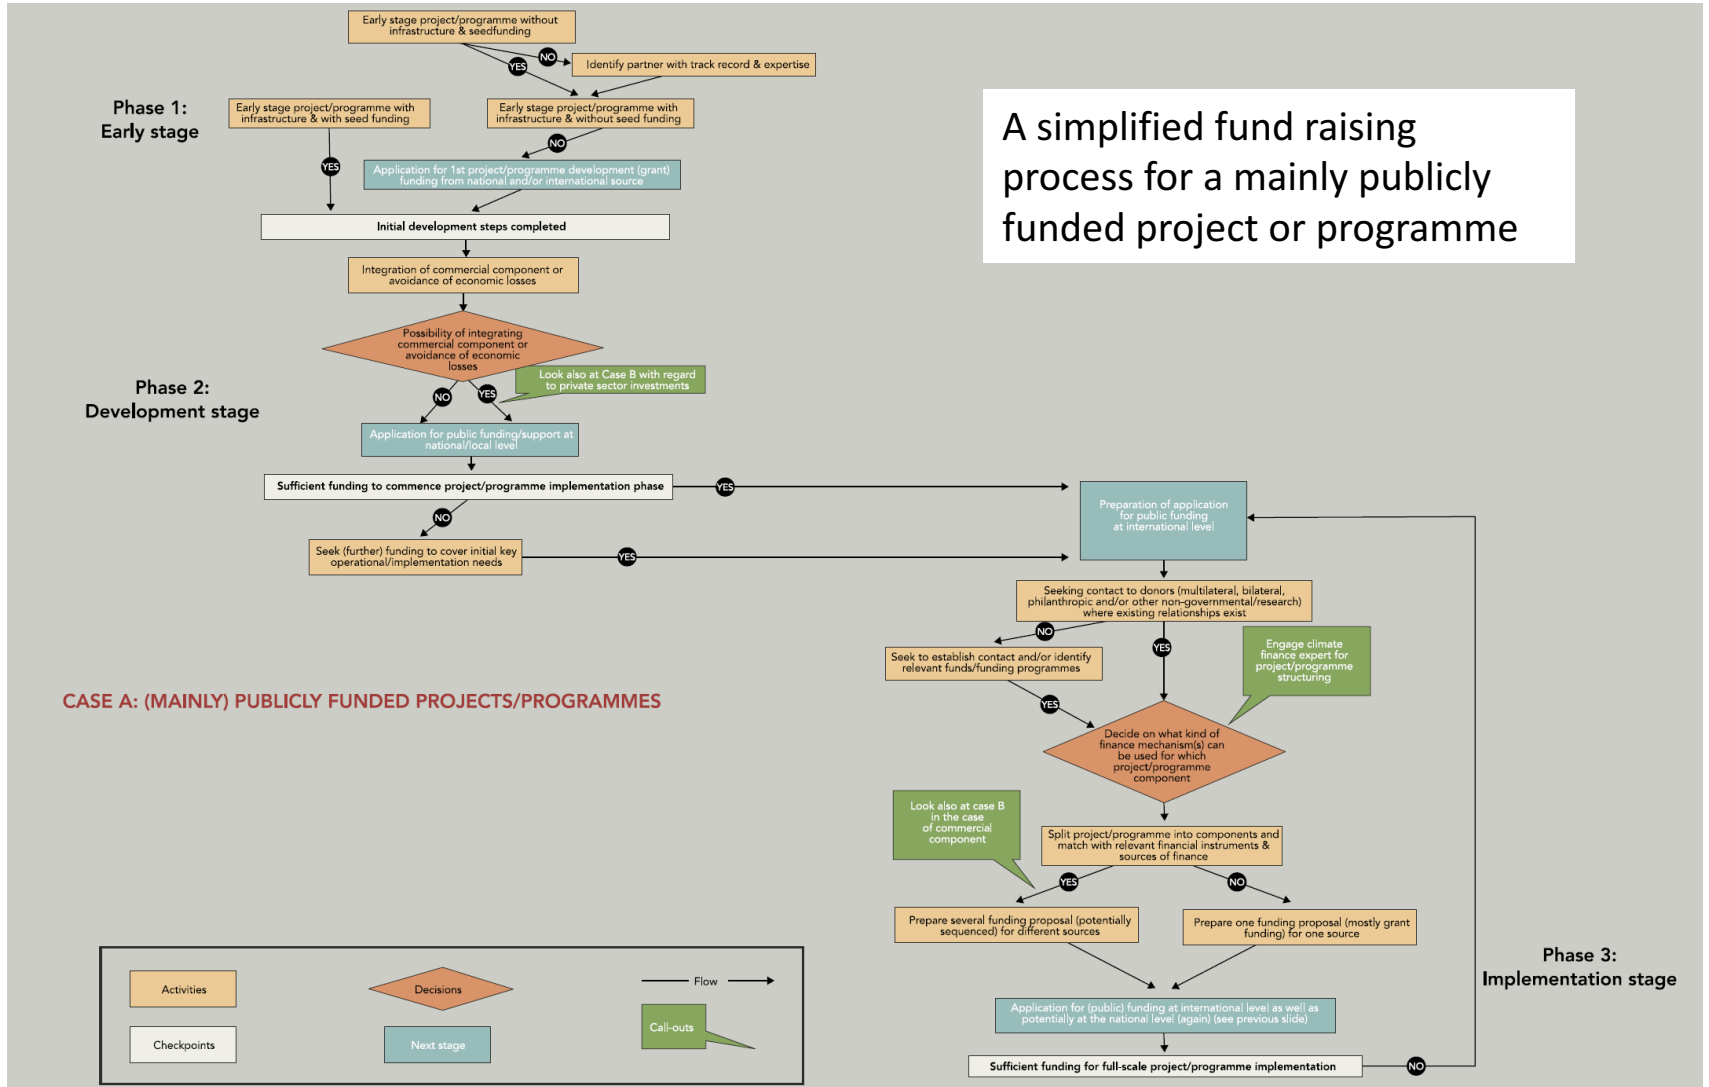 Early stage project/programme without
infrastructure & seedfunding
NO
YES
Identify partner with track record & expertise
Phase 1:
Early stage
Early stage project/programme with
infrastructure & with seed funding
Early stage project/programme with
infrastructure & without seed funding
A simplified fund raising
process for a mainly publicly
funded project or programme
YES
NO
Application for 1st project/programme development (grant)
funding from national and/or international source
Initial development steps completed
Integration of commercial component or
avoidance of economic losses
Possibility of integrating
commercial component or
avoidance of economic
losses
Phase 2:
Development stage
Look also at Case B with regard
to private sector investments
NO
YES
Application for public funding/support at
national/local level
Sufficient funding to commence project/programme implementation phase
YES
NO
Seek (further) funding to cover initial key
operational/implementation needs
YES
Preparation of application
for public funding
at international level
Seeking contact to donors (multilateral, bilateral,
philanthropic and/or other non-governmental/research)
where existing relationships exist
NO
YES
Seek to establish contact and/or identify
relevant funds/funding programmes
YES
Engage climate
finance expert for
project/programme
structuring
CASE A: (MAINLY) PUBLICLY FUNDED PROJECTS/PROGRAMMES
Decide on what kind of
finance mechanism(s) can
be used for which
project/programme
component
Look also at case B
in the case
of commercial
component
Split project/programme into components and
match with relevant financial instruments &
sources of finance
YES
NO
Prepare several funding proposal (potentially
sequenced) for different sources
Prepare one funding proposal (mostly grant
funding) for one source
Phase 3:
Implementation stage
Application for (public) funding at international level as well as
potentially at the national level (again) (see previous slide)
Sufficient funding for full-scale project/programme implementation
NO
Activities
Decisions
Flow
Checkpoints
Next stage
Call-outs